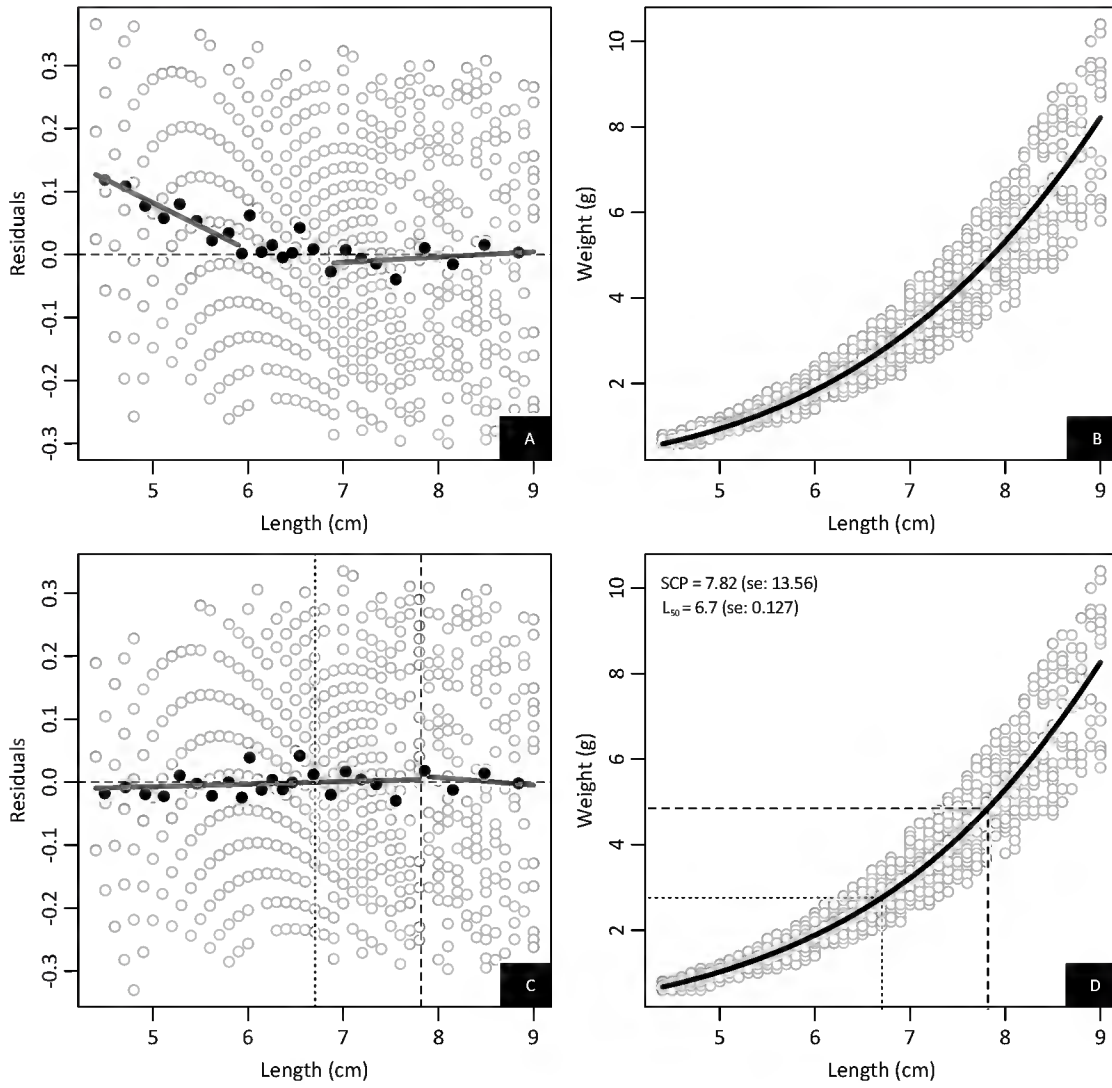 0.3
0.2
0.1
0.0
-0.1
-0.2
-0.3
Residuals
A
5 6 7 8 9
Length (cm)
10
8
6
4
2
Weight (g)
B
5 6 7 8 9
Length (cm)
0.3
0.2
0.1
0.0
-0.1
-0.2
-0.3
Residuals
C
5 6 7 8 9
Length (cm)
SCP = 7.82 (se: 13.56)
L₅₀ = 6.7 (se: 0.127)
10
8
6
4
2
Weight (g)
D
5 6 7 8 9
Length (cm)